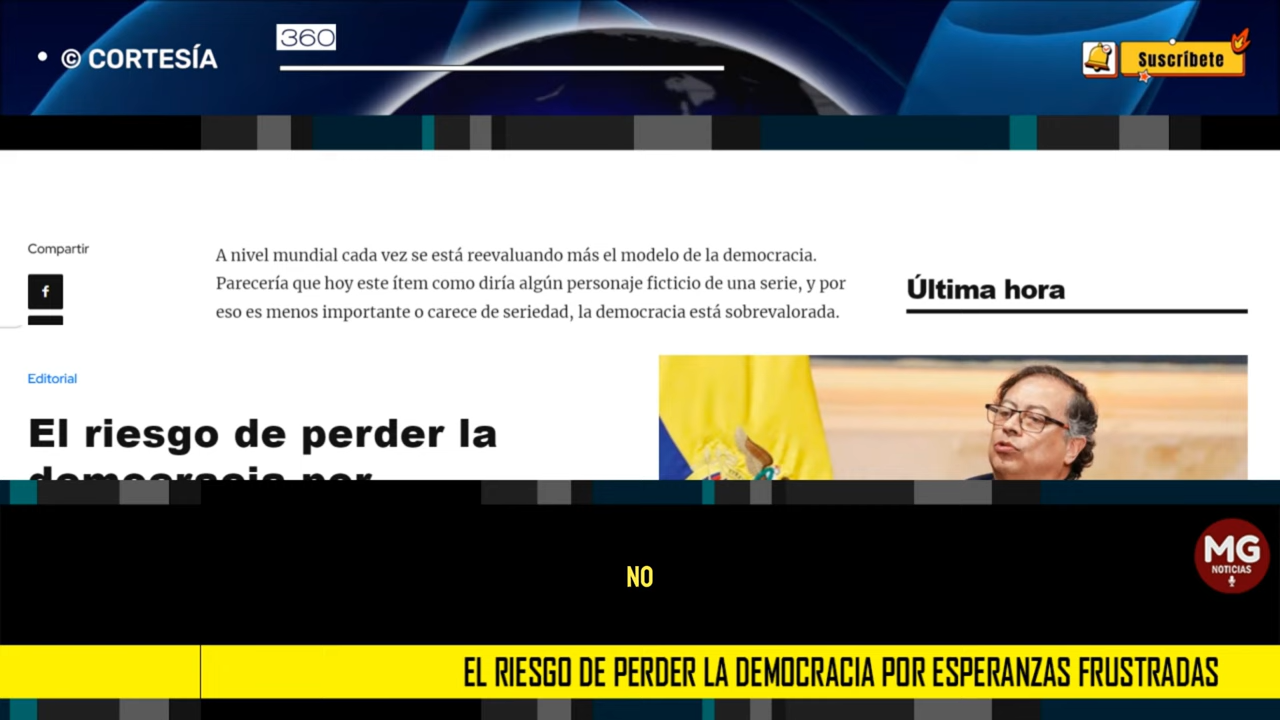 • © CORTESÍA
360
Suscríbete
Compartir
f
A nivel mundial cada vez se está reevaluando más el modelo de la democracia.
Parecería que hoy este ítem como diría algún personaje ficticio de una serie, y por
eso es menos importante o carece de seriedad, la democracia está sobrevalorada.
Última hora
Editorial
El riesgo de perder la
democracia por
NO
MG
NOTICIAS
EL RIESGO DE PERDER LA DEMOCRACIA POR ESPERANZAS FRUSTRADAS